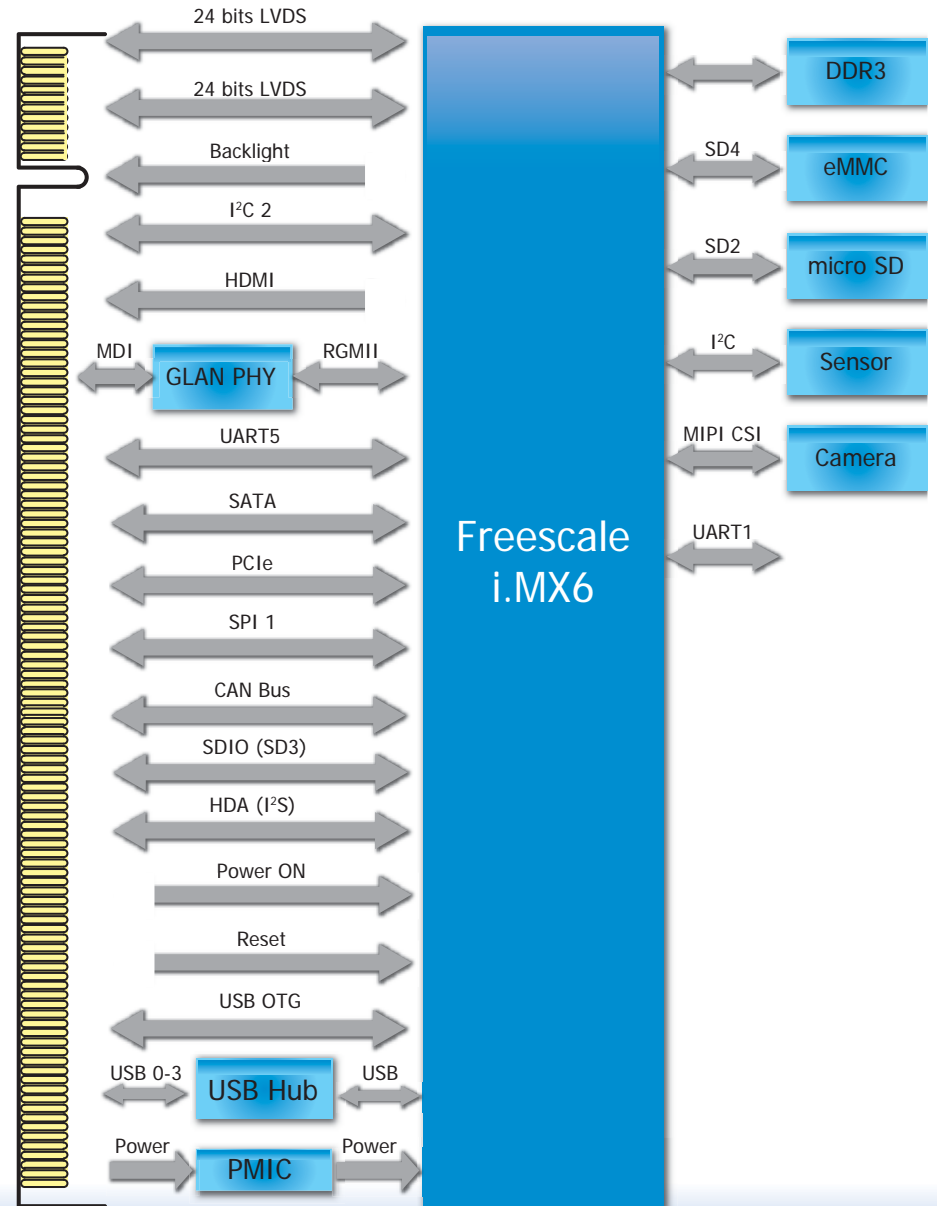 24 bits LVDS
24 bits LVDS
Backlight
I²C 2
HDMI
MDI
GLAN PHY
RGMII
UART5
SATA
PCIe
SPI 1
CAN Bus
SDIO (SD3)
HDA (I²S)
Power ON
Reset
USB OTG
USB 0-3
USB Hub
USB
Power
PMIC
Power
Freescale
i.MX6
DDR3
SD4
eMMC
SD2
micro SD
I²C
Sensor
MIPI CSI
Camera
UART1